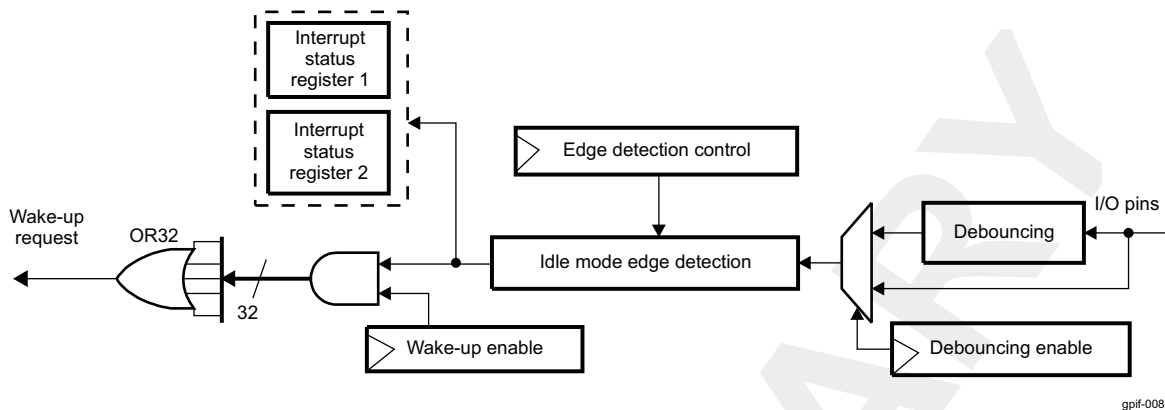 Interrupt
status
register 1
Interrupt
status
register 2
Edge detection control
Wake-up
request
OR32
I/O pins
Debouncing
Idle mode edge detection
32
Wake-up enable
Debouncing enable
ARY
gpif-008